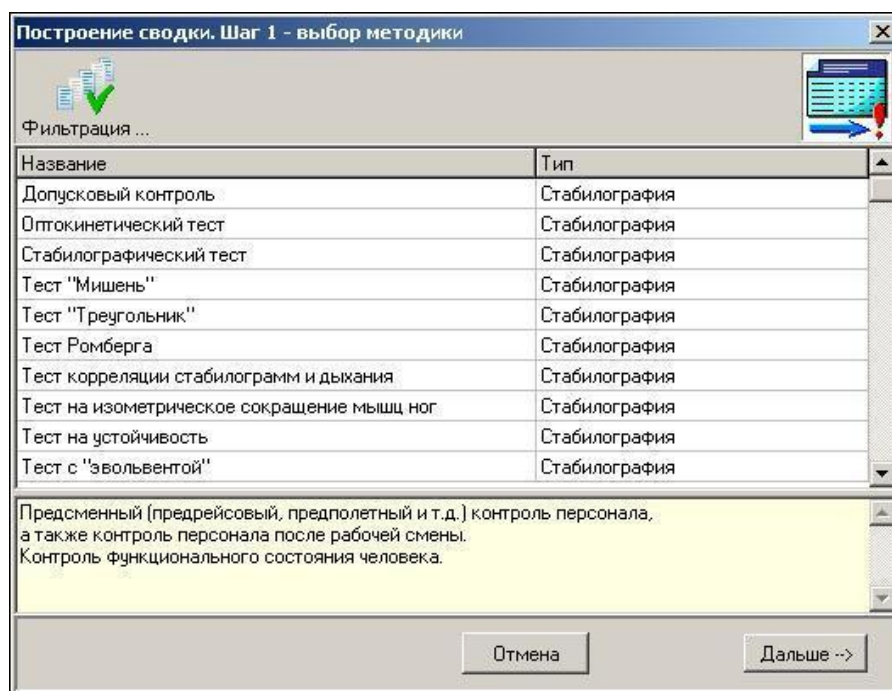 Построение сводки. Шаг 1 - выбор методики
Фильтрация ...
Название Тип
Допусковый контроль Стабилография
Оптокинетический тест Стабилография
Стабилографический тест Стабилография
Тест "Мишень" Стабилография
Тест "Треугольник" Стабилография
Тест Ромберга Стабилография
Тест корреляции стабилограмм и дыхания Стабилография
Тест на изометрическое сокращение мышц ног Стабилография
Тест на устойчивость Стабилография
Тест с "эвольвентой" Стабилография
Предсменный (предрейсовый, предполетный и т.д.) контроль персонала,
а также контроль персонала после рабочей смены.
Контроль функционального состояния человека.
Отмена Дальше -->